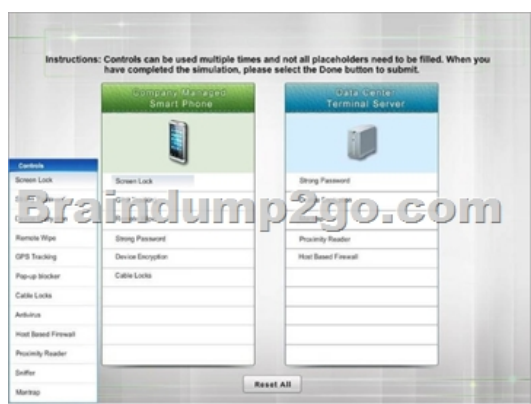 Instructions: Controls can be used multiple times and not all placeholders need to be filled. When you
have completed the simulation, please select the Done button to submit.
Company Managed
Smart Phone
Data Center
Terminal Server
Controls
Screen Lock
Remote Wipe
GPS Tracking
Pop-up blocker
Cable Locks
Antivirus
Host Based Firewall
Proximity Reader
Sniffer
Mantrap
Screen Lock
Strong Password
Device Encryption
Cable Locks
Strong Password
Proximity Reader
Host Based Firewall
Braindump2go.com
Reset All